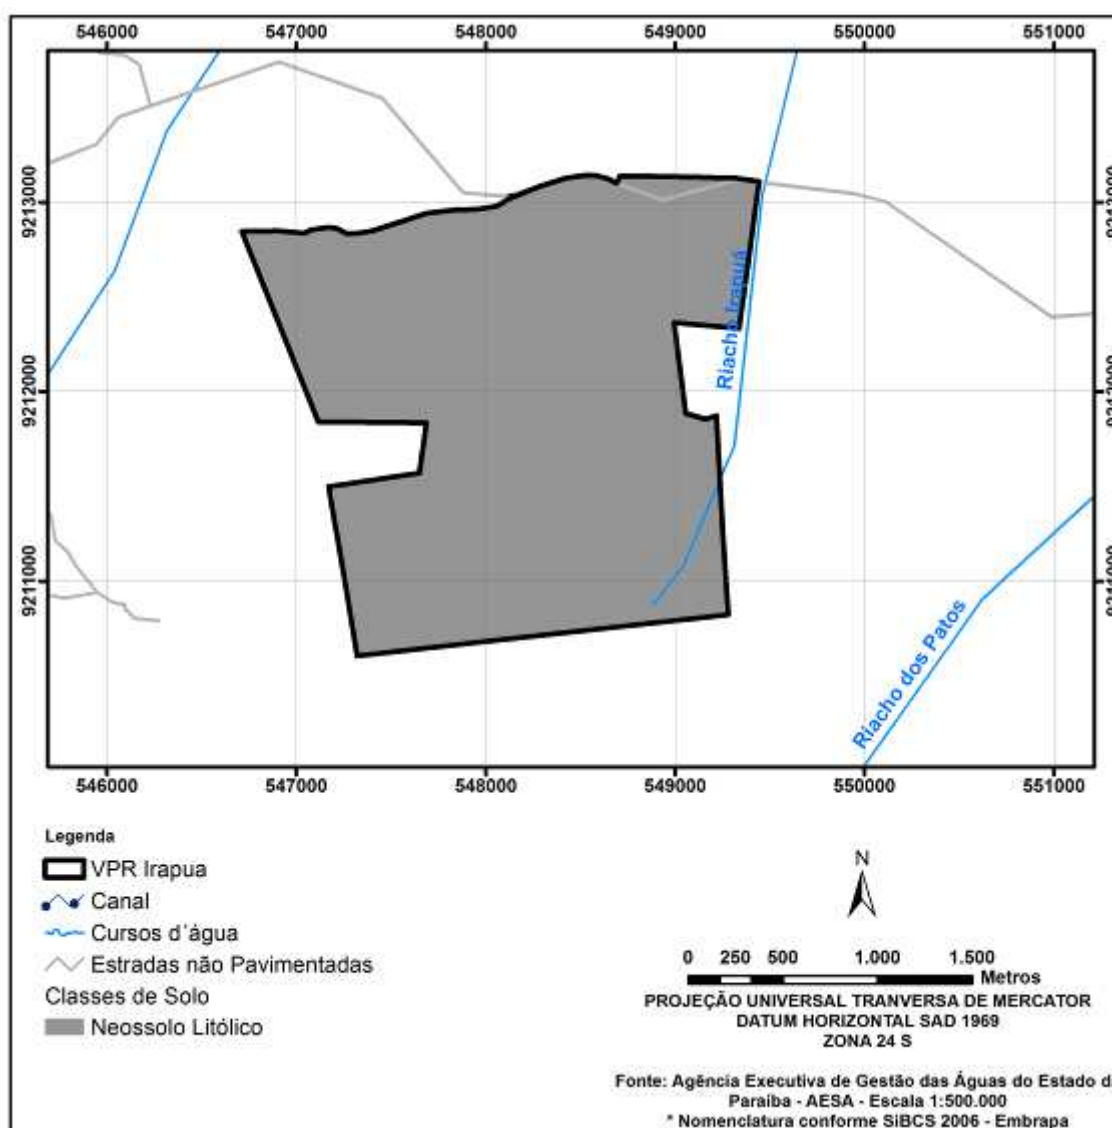 546000 547000 548000 549000 550000 551000
9213000
9212000
9211000
Riacho Irapuá
Riacho dos Patos
546000 547000 548000 549000 550000 551000
Legenda
VPR Irapua
Canal
Cursos d´água
Estradas não Pavimentadas
Classes de Solo
Neossolo Litólico
N
0 250 500 1.000 1.500
Metros
PROJEÇÃO UNIVERSAL TRANVERSA DE MERCATOR
DATUM HORIZONTAL SAD 1969
ZONA 24 S
Fonte: Agência Executiva de Gestão das Águas do Estado d
Paraíba - AESA - Escala 1:500.000
* Nomenclatura conforme SiBCS 2006 - Embrapa